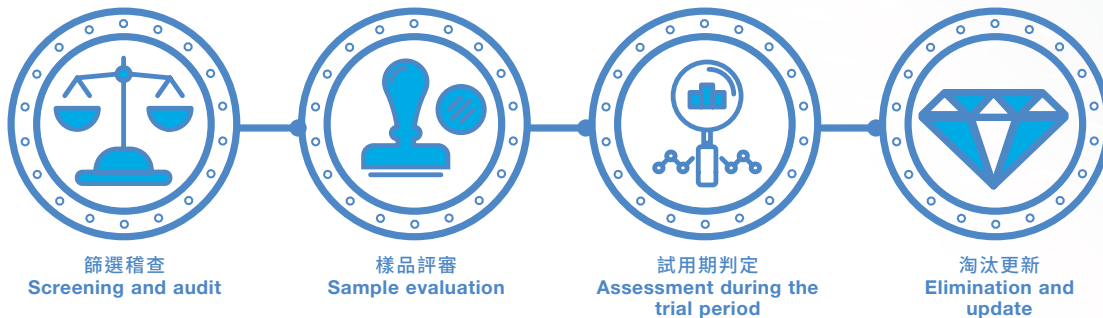 篩選稽查
Screening and audit
樣品評審
Sample evaluation
試用期判定
Assessment during the
trial period
淘汰更新
Elimination and
update